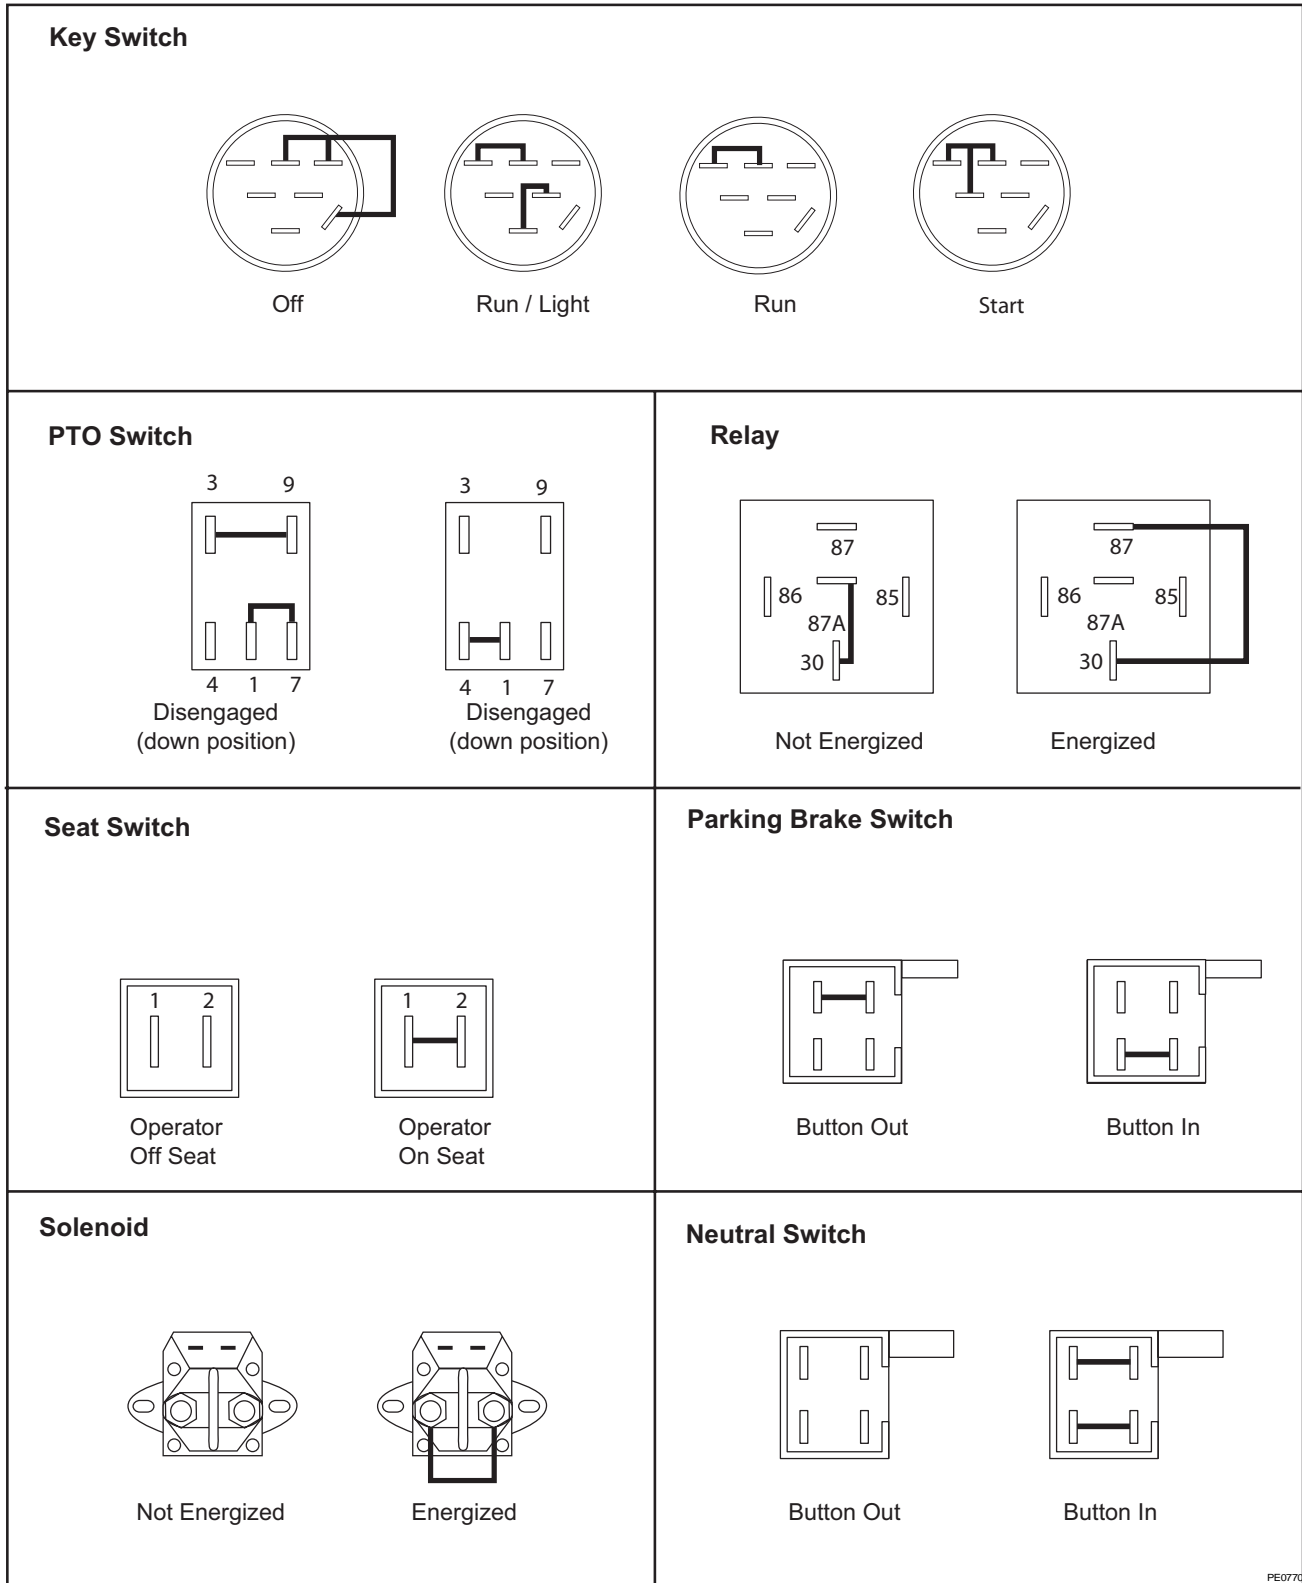 Key Switch
Off
Run / Light
Run
Start
PTO Switch
3 9
4 1 7
Disengaged
(down position)
3 9
4 1 7
Disengaged
(down position)
Relay
87
86 85
87A
30
Not Energized
87
86 85
87A
30
Energized
Seat Switch
1 2
Operator
Off Seat
1 2
Operator
On Seat
Parking Brake Switch
Button Out
Button In
Solenoid
Not Energized
Energized
Neutral Switch
Button Out
Button In
PE0770